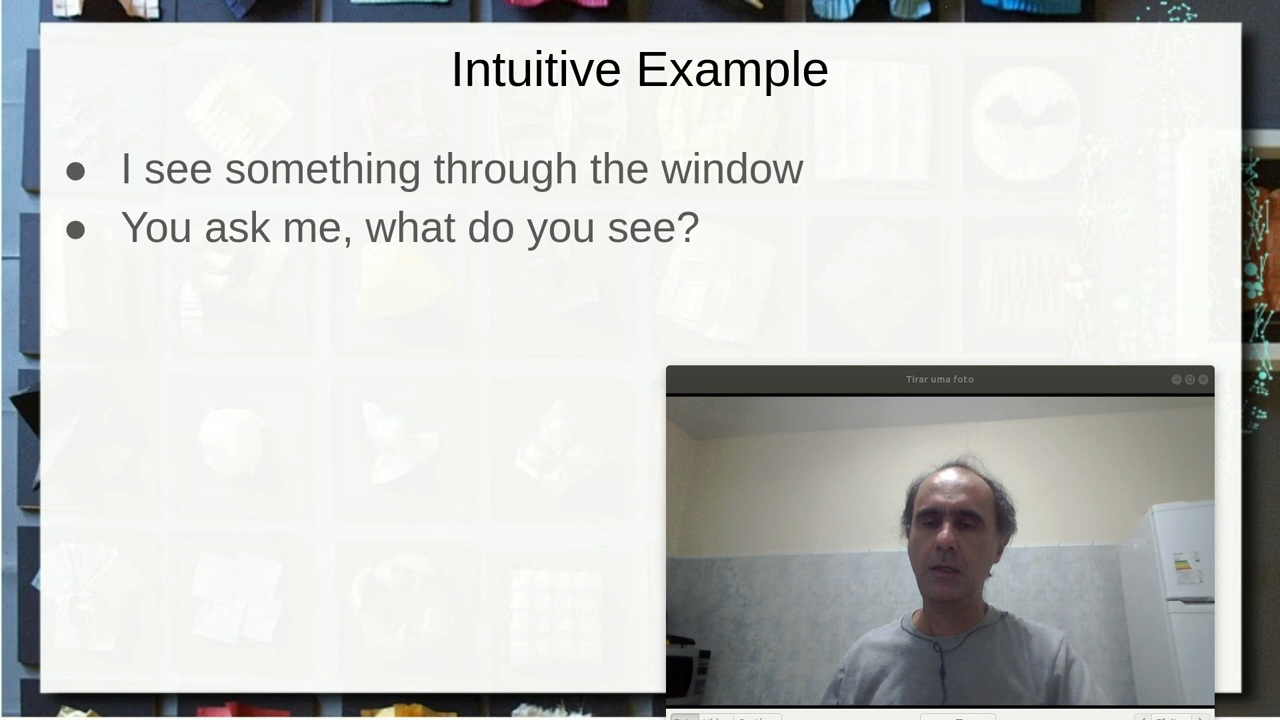 Intuitive Example
● I see something through the window
● You ask me, what do you see?
Tirar uma foto